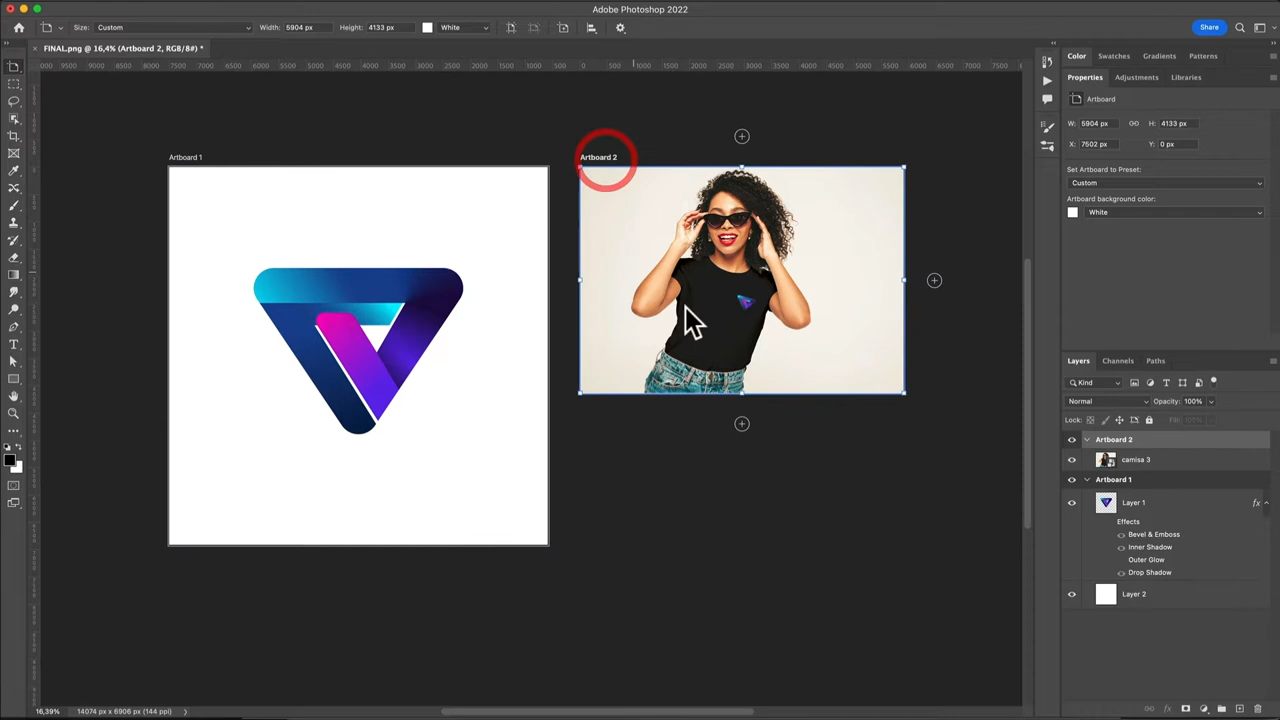 Adobe Photoshop 2022
Size: Custom Width: 5904 px Height: 4133 px White Share
× FINAL.png @ 16,4% (Artboard 2, RGB/8#) *
Color Swatches Gradients Patterns
Properties Adjustments Libraries
Artboard
W: 5904 px H: 4133 px
X: 7502 px Y: 0 px
Set Artboard to Preset:
Custom
Artboard background color:
White
Artboard 1
Artboard 2
Layers Channels Paths
Kind
Normal Opacity: 100%
Lock: Fill: 100%
Artboard 2
camisa 3
Artboard 1
Layer 1 fx
Effects
Bevel & Emboss
Inner Shadow
Outer Glow
Drop Shadow
Layer 2
16,39% 14074 px x 6906 px (144 ppi)